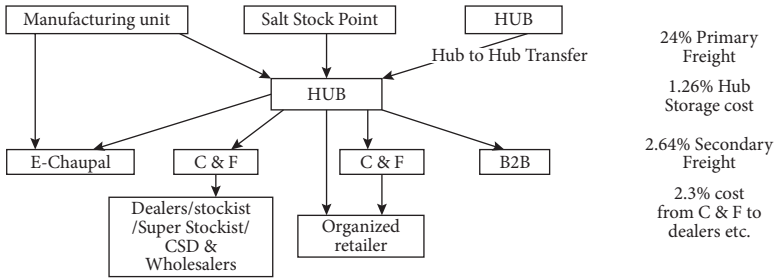 Manufacturing unit
Salt Stock Point
HUB
Hub to Hub Transfer
HUB
E-Chaupal
C & F
C & F
B2B
Dealers/stockist
/Super Stockist/
CSD &
Wholesalers
Organized
retailer
24% Primary
Freight
1.26% Hub
Storage cost
2.64% Secondary
Freight
2.3% cost
from C & F to
dealers etc.